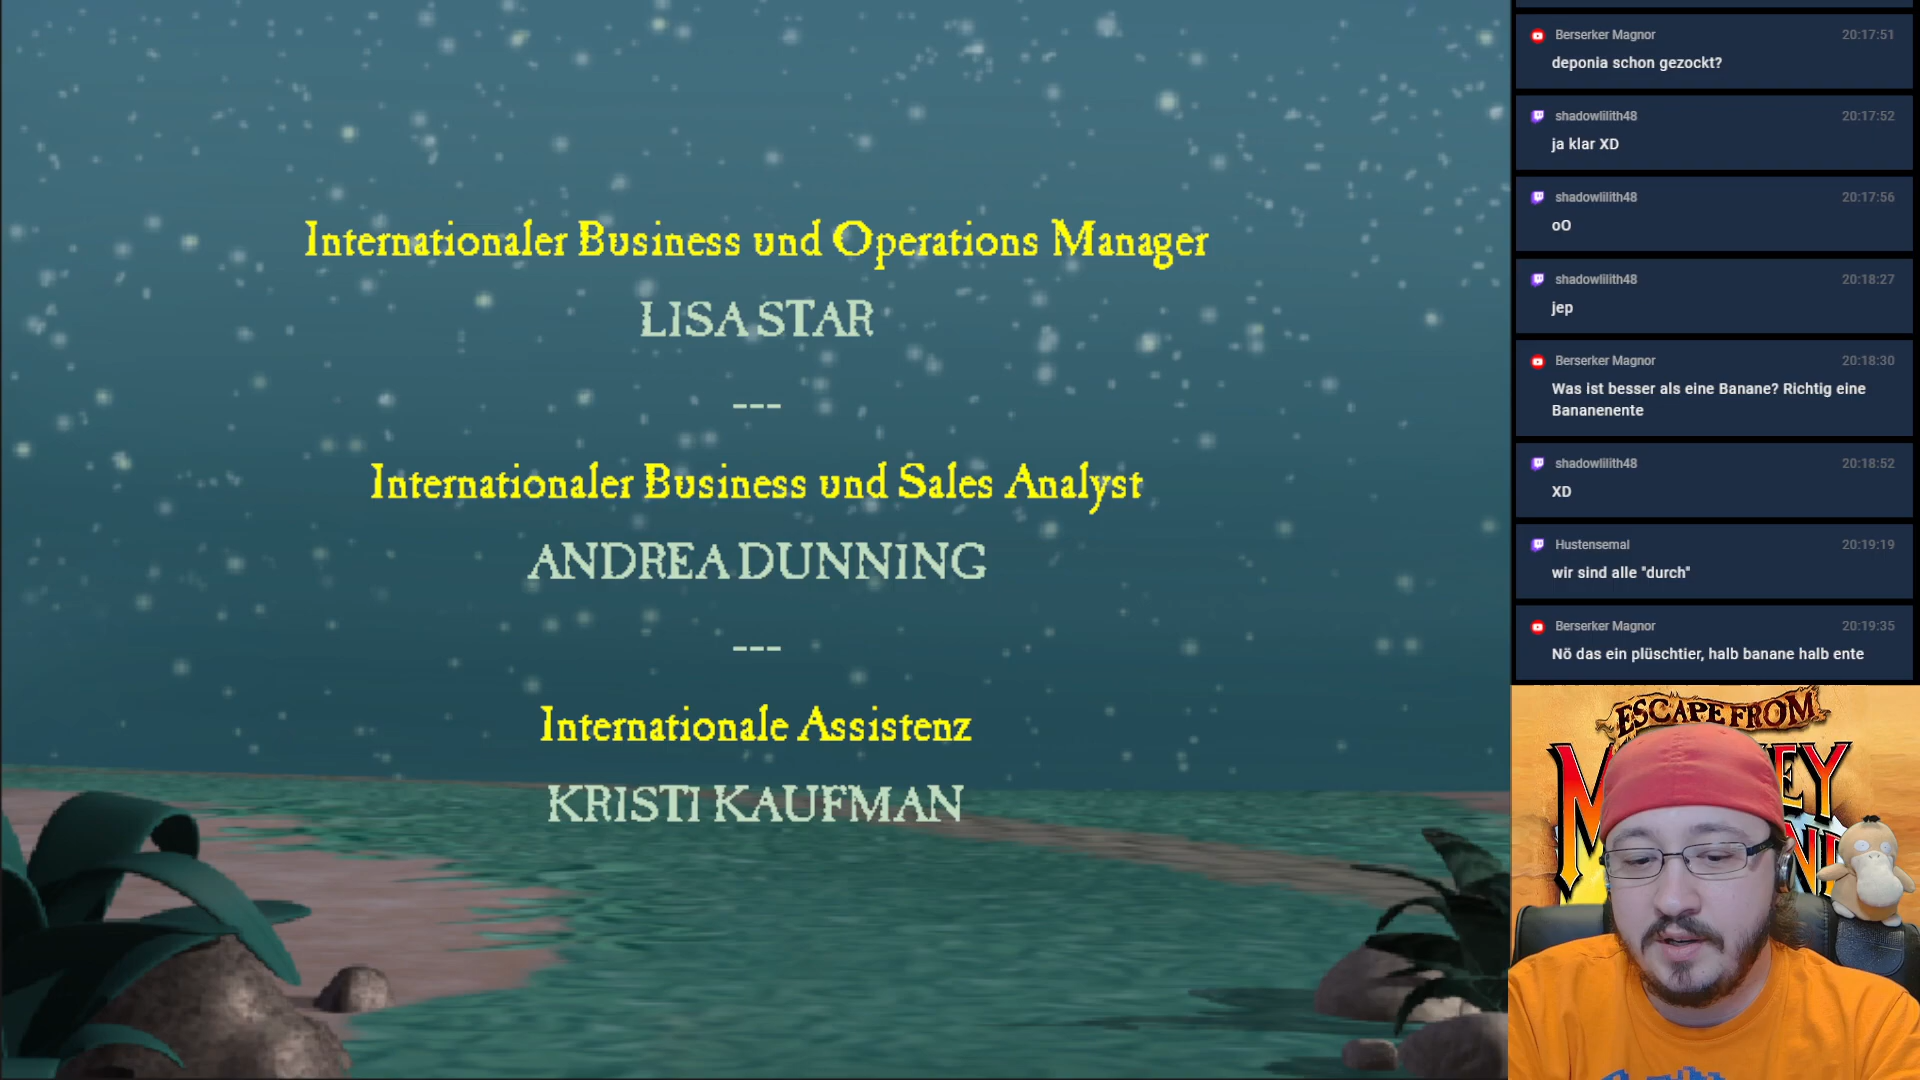 Internationaler Business und Operations Manager
LISA STAR
---
Internationaler Business und Sales Analyst
ANDREA DUNNING
---
Internationale Assistenz
KRISTI KAUFMAN
Berserker Magnor 20:17:51
deponia schon gezockt?
shadowlilith48 20:17:52
ja klar XD
shadowlilith48 20:17:56
oO
shadowlilith48 20:18:27
jep
Berserker Magnor 20:18:30
Was ist besser als eine Banane? Richtig eine
Bananenente
shadowlilith48 20:18:52
XD
Hustensemal 20:19:19
wir sind alle "durch"
Berserker Magnor 20:19:35
Nö das ein plüschtier, halb banane halb ente
ESCAPE FROM